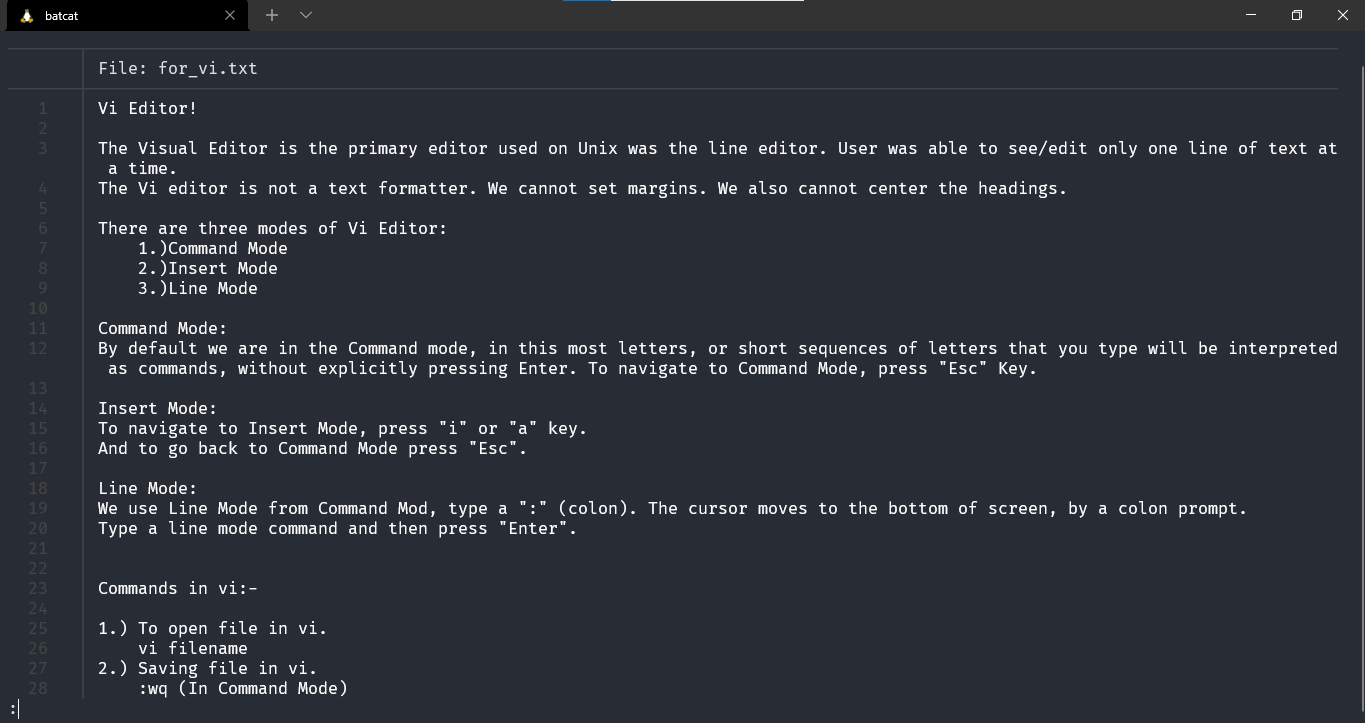 batcat
File: for_vi.txt
1 Vi Editor!
2
3 The Visual Editor is the primary editor used on Unix was the line editor. User was able to see/edit only one line of text at
a time.
4 The Vi editor is not a text formatter. We cannot set margins. We also cannot center the headings.
5
6 There are three modes of Vi Editor:
7 1.)Command Mode
8 2.)Insert Mode
9 3.)Line Mode
10
11 Command Mode:
12 By default we are in the Command mode, in this most letters, or short sequences of letters that you type will be interpreted
as commands, without explicitly pressing Enter. To navigate to Command Mode, press "Esc" Key.
13
14 Insert Mode:
15 To navigate to Insert Mode, press "i" or "a" key.
16 And to go back to Command Mode press "Esc".
17
18 Line Mode:
19 We use Line Mode from Command Mod, type a ":" (colon). The cursor moves to the bottom of screen, by a colon prompt.
20 Type a line mode command and then press "Enter".
21
22
23 Commands in vi:-
24
25 1.) To open file in vi.
26 vi filename
27 2.) Saving file in vi.
28 :wq (In Command Mode)
: